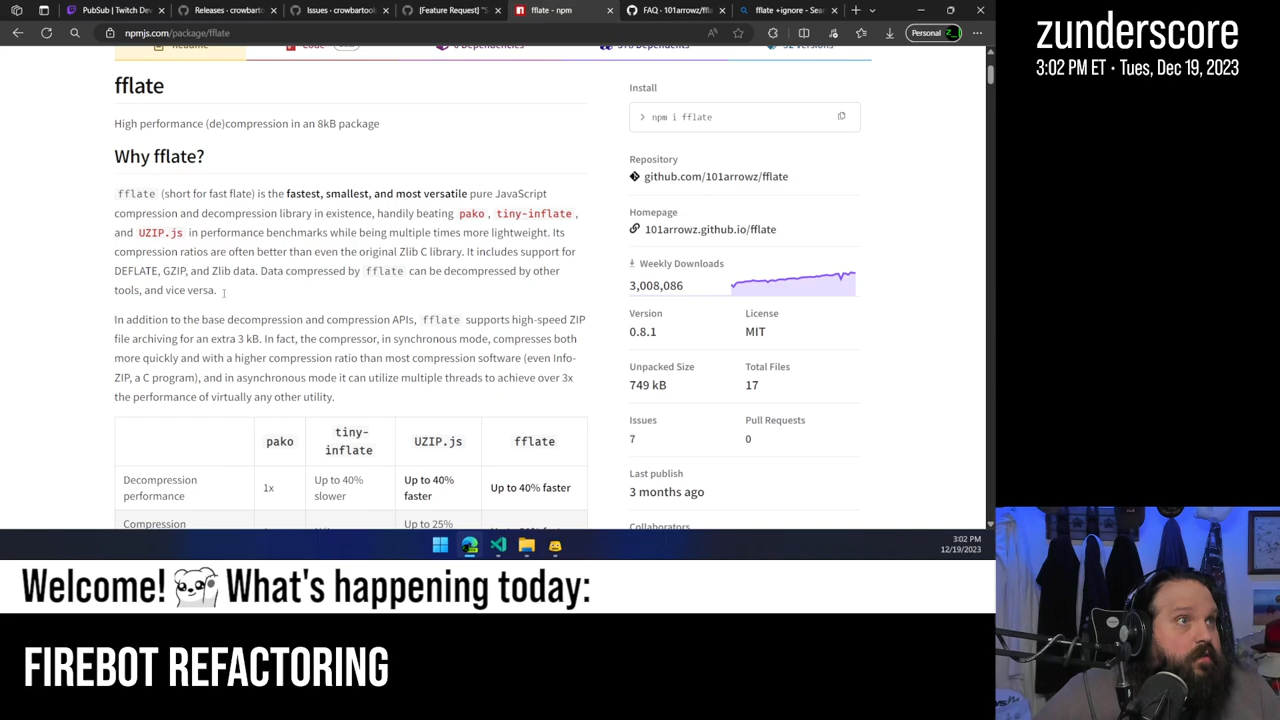 PubSub | Twitch Dev
Releases - crowbarto
Issues - crowbartoo
[Feature Request] "S
fflate - npm
FAQ · 101arrowz/ffla
fflate +ignore - Sea
npmjs.com/package/fflate
Personal
Readme
Code
0 Dependencies
Dependents
Versions
fflate
High performance (de)compression in an 8kB package
Why fflate?
fflate (short for fast flate) is the fastest, smallest, and most versatile pure JavaScript
compression and decompression library in existence, handily beating pako, tiny-inflate,
and UZIP.js in performance benchmarks while being multiple times more lightweight. Its
compression ratios are often better than even the original Zlib C library. It includes support for
DEFLATE, GZIP, and Zlib data. Data compressed by fflate can be decompressed by other
tools, and vice versa.
In addition to the base decompression and compression APIs, fflate supports high-speed ZIP
file archiving for an extra 3 kB. In fact, the compressor, in synchronous mode, compresses both
more quickly and with a higher compression ratio than most compression software (even Info-
ZIP, a C program), and in asynchronous mode it can utilize multiple threads to achieve over 3x
the performance of virtually any other utility.
pako
tiny-
inflate
UZIP.js
fflate
Decompression
performance
1x
Up to 40%
slower
Up to 40%
faster
Up to 40% faster
Compression
Up to 25%
Install
> npm i fflate
Repository
github.com/101arrowz/fflate
Homepage
101arrowz.github.io/fflate
Weekly Downloads
3,008,086
Version
License
0.8.1
MIT
Unpacked Size
Total Files
749 kB
17
Issues
Pull Requests
7
0
Last publish
3 months ago
Collaborators
3:02 PM
12/19/2023
zunderscore
3:02 PM ET · Tues, Dec 19, 2023
Welcome! What's happening today:
FIREBOT REFACTORING